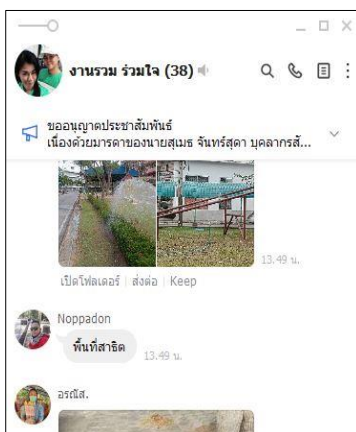 งานรวม ร่วมใจ (38)
ขออนุญาตประชาสัมพันธ์
เนื่องด้วยมารดาของนายสุเมธ จันทร์สุดา บุคลากรสั...
13.49 น.
เปิดโฟลเดอร์ | ส่งต่อ | Keep
Noppadon
พื้นที่สาธิต
13.49 น.
อรณัส.